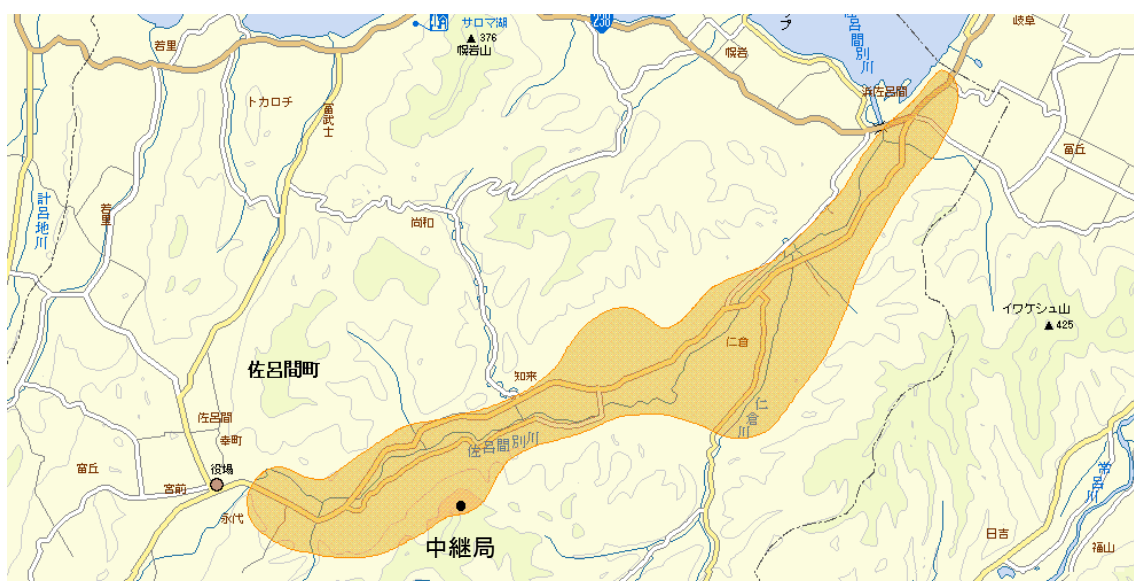 サロマ湖
238
376
幌岩山
若里
トカロチ
富武士
幌岩
佐呂間別川
浜佐呂間
岐阜
富丘
計呂地川
若里
尚和
イワケシュ山
425
佐呂間町
知来
仁倉
仁倉川
佐呂間
幸町
佐呂間別川
富丘
役場
宮前
永代
中継局
常呂川
日吉
福山